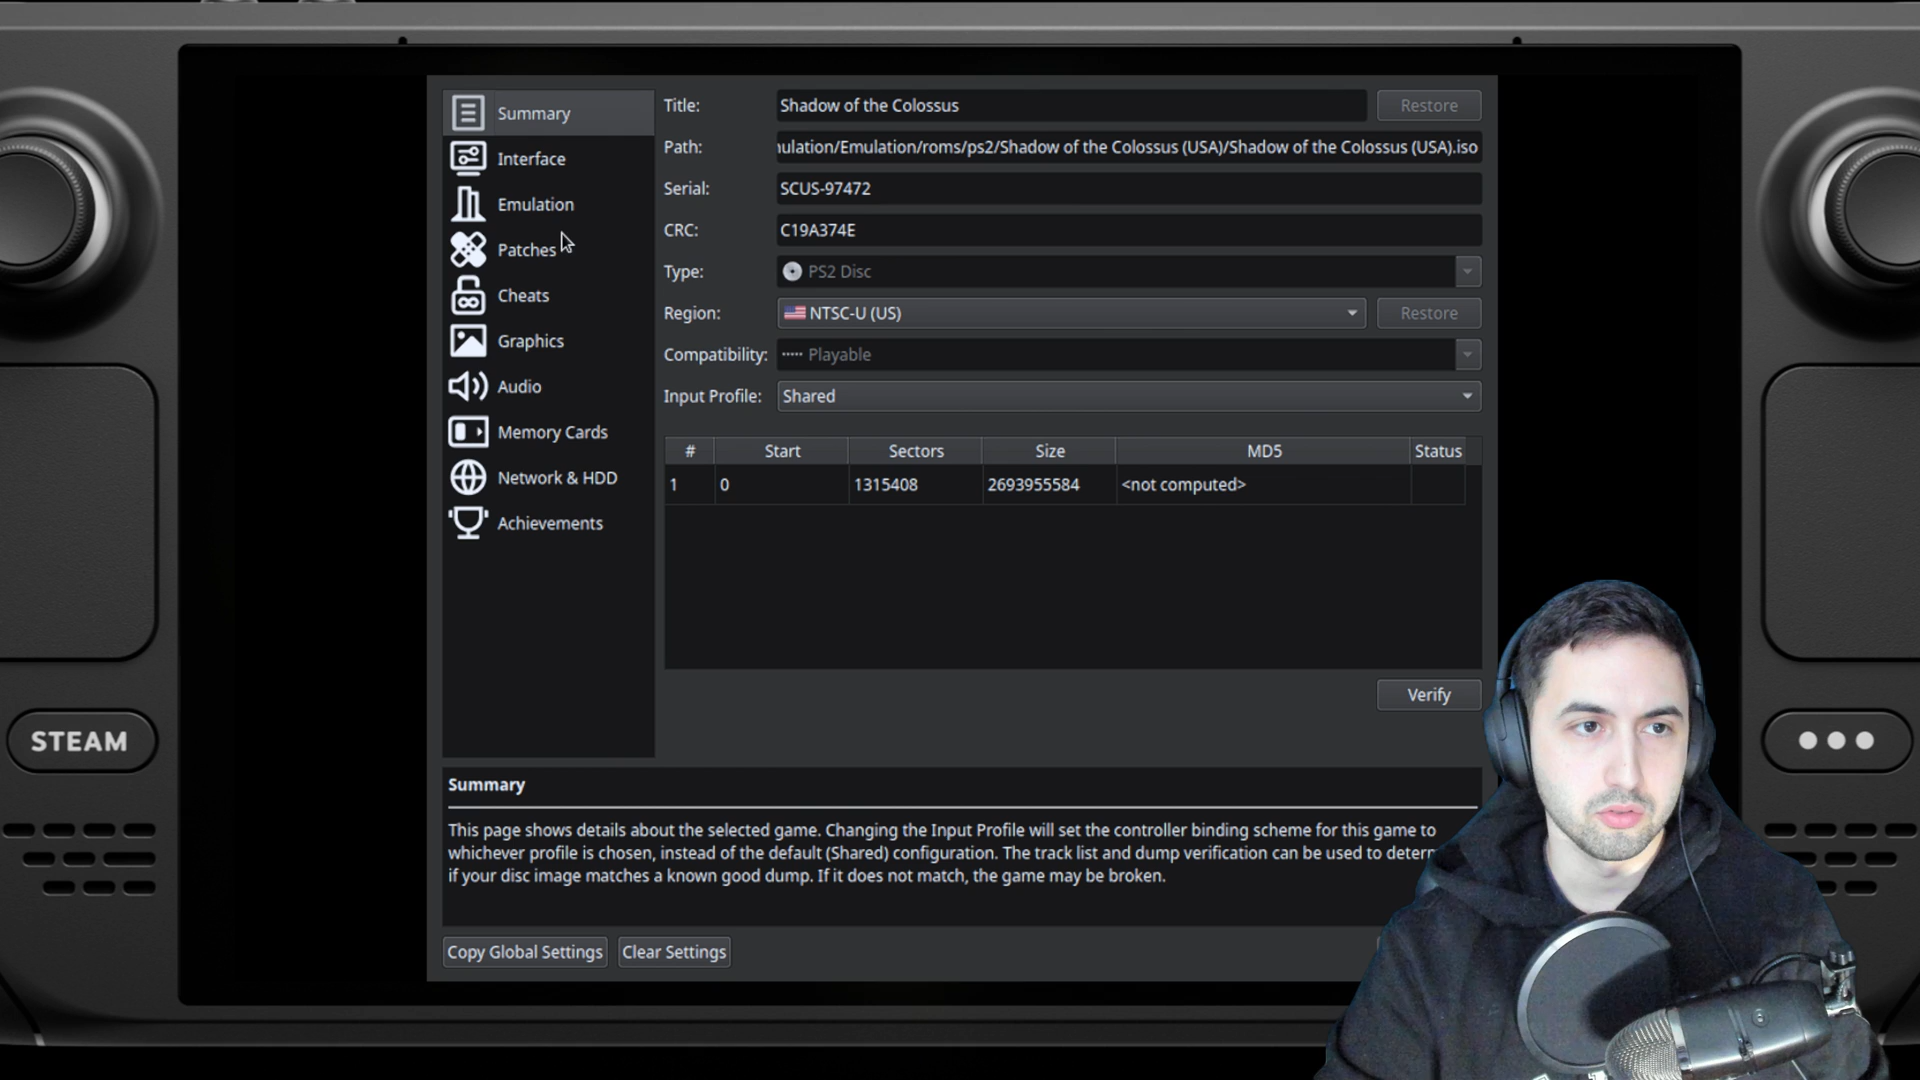 Summary
Interface
Emulation
Patches
Cheats
Graphics
Audio
Memory Cards
Network & HDD
Achievements
Title: Shadow of the Colossus Restore
Path: ulation/Emulation/roms/ps2/Shadow of the Colossus (USA)/Shadow of the Colossus (USA).iso
Serial: SCUS-97472
CRC: C19A374E
Type: PS2 Disc
Region: NTSC-U (US) Restore
Compatibility: Playable
Input Profile: Shared
# Start Sectors Size MD5 Status
1 0 1315408 2693955584 <not computed>
Verify
STEAM
Summary
This page shows details about the selected game. Changing the Input Profile will set the controller binding scheme for this game to
whichever profile is chosen, instead of the default (Shared) configuration. The track list and dump verification can be used to determ
if your disc image matches a known good dump. If it does not match, the game may be broken.
Copy Global Settings Clear Settings